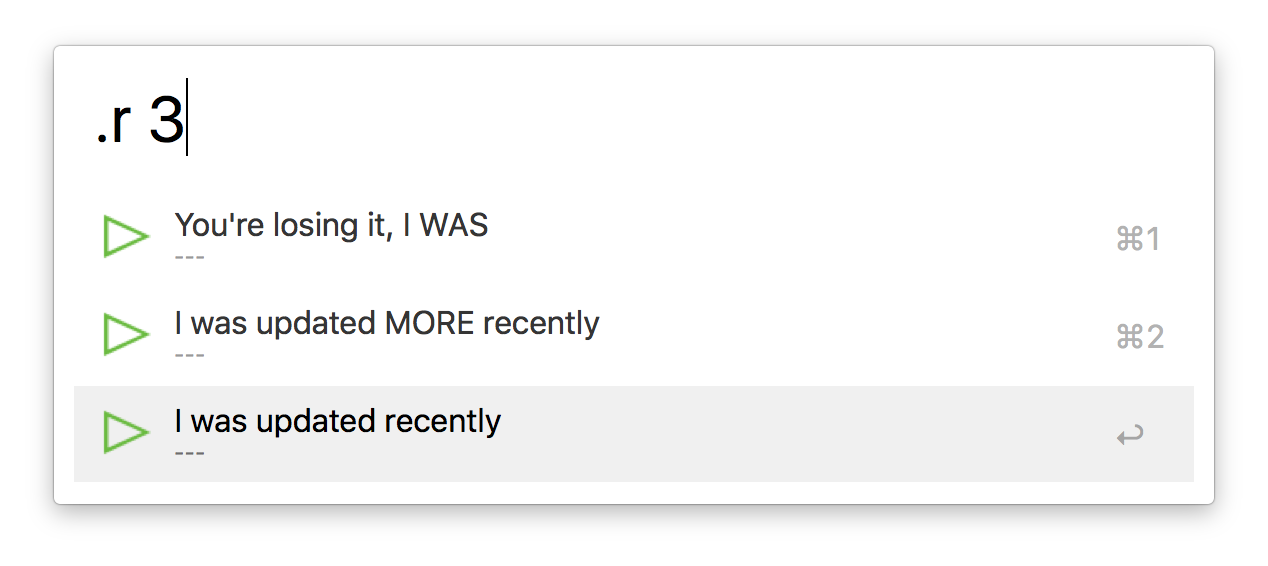 .r 3
You're losing it, I WAS
---
⌘1
I was updated MORE recently
---
⌘2
I was updated recently
---
↩